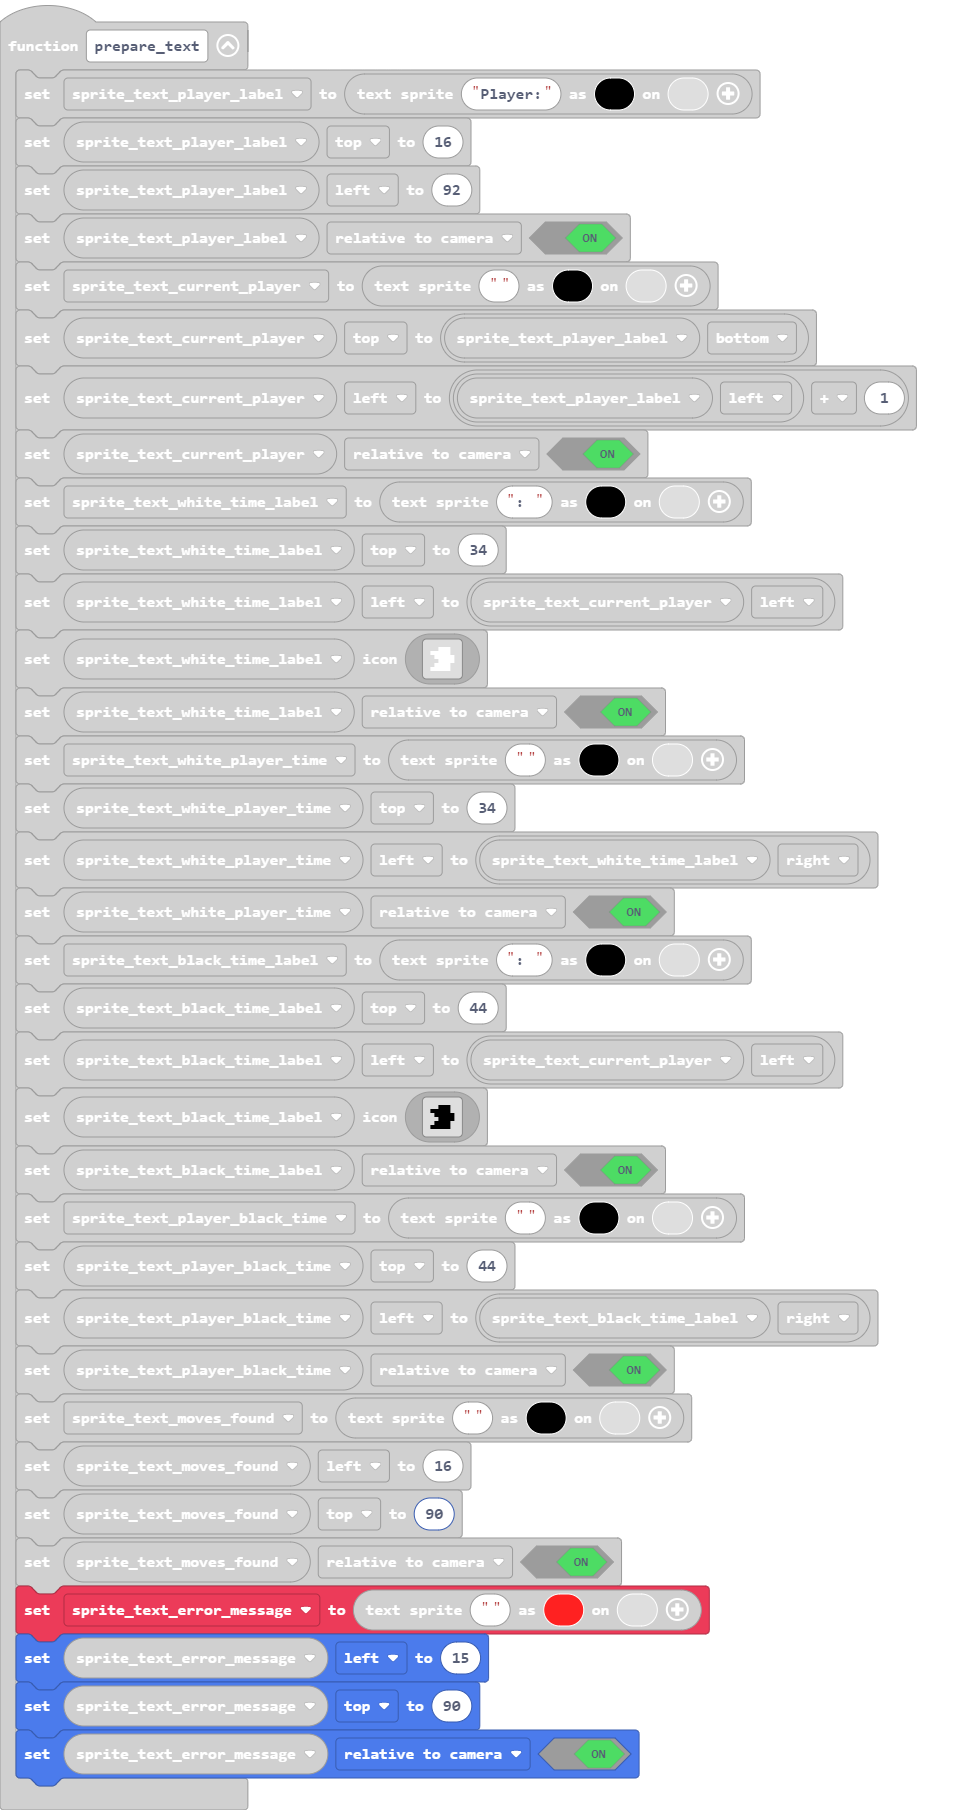 function prepare_text
set sprite_text_player_label to text sprite "Player:" as on
set sprite_text_player_label top to 16
set sprite_text_player_label left to 92
set sprite_text_player_label relative to camera ON
set sprite_text_current_player to text sprite "" as on
set sprite_text_current_player top to sprite_text_player_label bottom
set sprite_text_current_player left to sprite_text_player_label left + 1
set sprite_text_current_player relative to camera ON
set sprite_text_white_time_label to text sprite ": " as on
set sprite_text_white_time_label top to 34
set sprite_text_white_time_label left to sprite_text_current_player left
set sprite_text_white_time_label icon
set sprite_text_white_time_label relative to camera ON
set sprite_text_white_player_time to text sprite "" as on
set sprite_text_white_player_time top to 34
set sprite_text_white_player_time left to sprite_text_white_time_label right
set sprite_text_white_player_time relative to camera ON
set sprite_text_black_time_label to text sprite ": " as on
set sprite_text_black_time_label top to 44
set sprite_text_black_time_label left to sprite_text_current_player left
set sprite_text_black_time_label icon
set sprite_text_black_time_label relative to camera ON
set sprite_text_player_black_time to text sprite "" as on
set sprite_text_player_black_time top to 44
set sprite_text_player_black_time left to sprite_text_black_time_label right
set sprite_text_player_black_time relative to camera ON
set sprite_text_moves_found to text sprite "" as on
set sprite_text_moves_found left to 16
set sprite_text_moves_found top to 90
set sprite_text_moves_found relative to camera ON
set sprite_text_error_message to text sprite "" as on
set sprite_text_error_message left to 15
set sprite_text_error_message top to 90
set sprite_text_error_message relative to camera ON